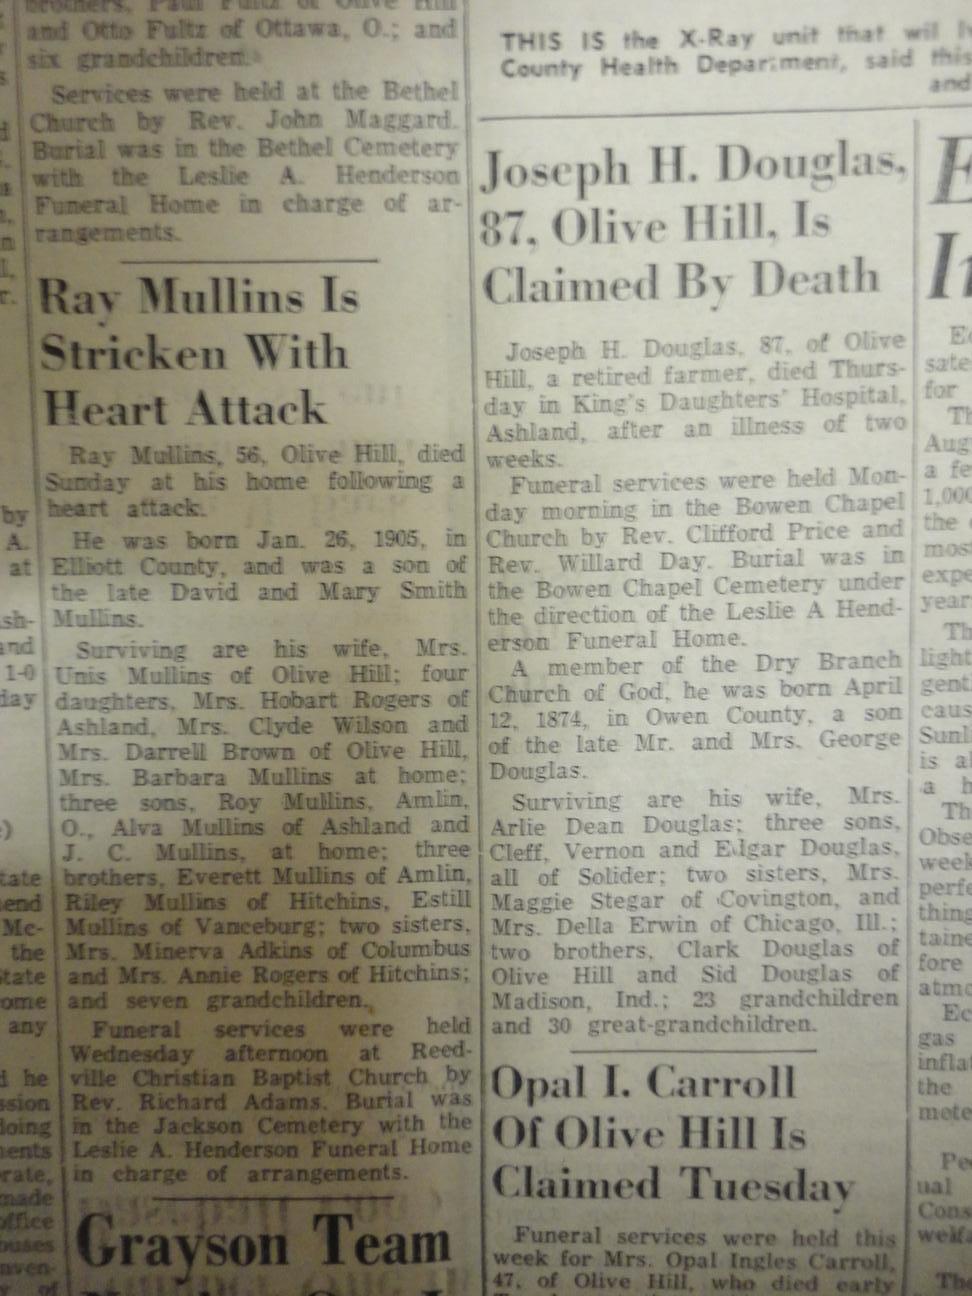 brothers, Paul Fultz of Olive Hill
and Otto Fultz of Ottawa, O.; and
six grandchildren.
Services were held at the Bethel
Church by Rev. John Maggard.
Burial was in the Bethel Cemetery
with the Leslie A. Henderson
Funeral Home in charge of ar-
rangements.
Ray Mullins Is
Stricken With
Heart Attack
Ray Mullins, 56, Olive Hill, died
Sunday at his home following a
heart attack.
He was born Jan. 26, 1905, in
Elliott County, and was a son of
the late David and Mary Smith
Mullins.
Surviving are his wife, Mrs.
Unis Mullins of Olive Hill; four
daughters, Mrs. Hobart Rogers of
Ashland, Mrs. Clyde Wilson and
Mrs. Darrell Brown of Olive Hill,
Mrs. Barbara Mullins at home;
three sons, Roy Mullins, Amlin,
O., Alva Mullins of Ashland and
J. C. Mullins, at home; three
brothers, Everett Mullins of Amlin,
Riley Mullins of Hitchins, Estill
Mullins of Vanceburg; two sisters,
Mrs. Minerva Adkins of Columbus
and Mrs. Annie Rogers of Hitchins;
and seven grandchildren.
Funeral services were held
Wednesday afternoon at Reed-
ville Christian Baptist Church by
Rev. Richard Adams. Burial was
in the Jackson Cemetery with the
Leslie A. Henderson Funeral Home
in charge of arrangements.
Grayson Team
THIS IS the X-Ray unit that will
County Health Department, said this
and
Joseph H. Douglas,
87, Olive Hill, Is
Claimed By Death
Joseph H. Douglas, 87, of Olive
Hill, a retired farmer, died Thurs-
day in King's Daughters' Hospital,
Ashland, after an illness of two
weeks.
Funeral services were held Mon-
day morning in the Bowen Chapel
Church by Rev. Clifford Price and
Rev. Willard Day. Burial was in
the Bowen Chapel Cemetery under
the direction of the Leslie A Hend-
erson Funeral Home.
A member of the Dry Branch
Church of God, he was born April
12, 1874, in Owen County, a son
of the late Mr. and Mrs. George
Douglas.
Surviving are his wife, Mrs.
Arlie Dean Douglas; three sons,
Cleff, Vernon and Edgar Douglas,
all of Solider; two sisters, Mrs.
Maggie Stegar of Covington, and
Mrs. Della Erwin of Chicago, Ill.;
two brothers, Clark Douglas of
Olive Hill and Sid Douglas of
Madison, Ind.; 23 grandchildren
and 30 great-grandchildren.
Opal I. Carroll
Of Olive Hill Is
Claimed Tuesday
Funeral services were held this
week for Mrs. Opal Ingles Carroll,
47, of Olive Hill, who died early